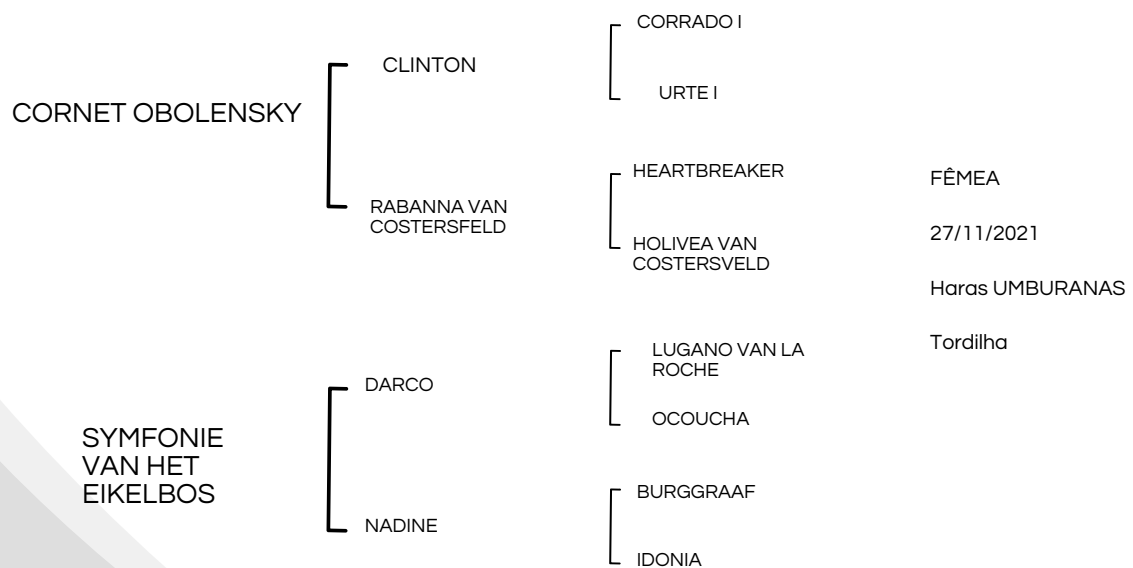 CORNET OBOLENSKY
CLINTON
RABANNA VAN
COSTERSFELD
CORRADO I
URTE I
HEARTBREAKER
HOLIVEA VAN
COSTERSVELD
SYMFONIE
VAN HET
EIKELBOS
DARCO
NADINE
LUGANO VAN LA
ROCHE
OCOUCHA
BURGGRAAF
IDONIA
FÊMEA
27/11/2021
Haras UMBURANAS
Tordilha